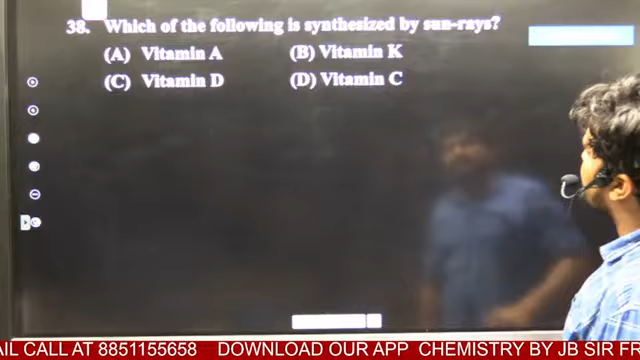 38. Which of the following is synthesized by sun-rays?
(A) Vitamin A (B) Vitamin K
(C) Vitamin D (D) Vitamin C
AIL CALL AT 8851155658 DOWNLOAD OUR APP CHEMISTRY BY JB SIR FR